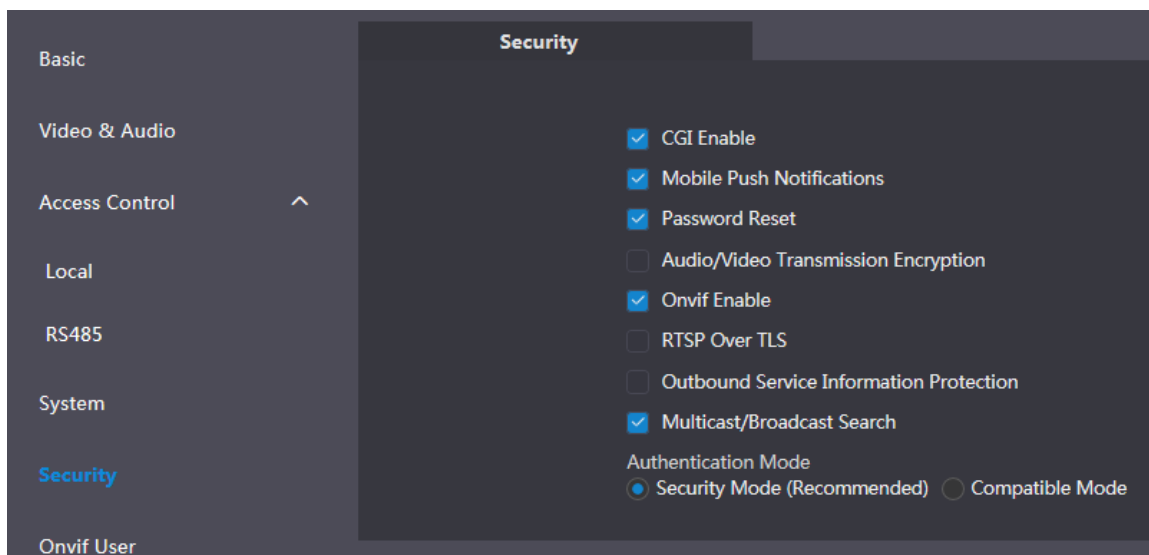 Basic
Video & Audio
Access Control
Local
RS485
System
Security
Onvif User
Security
CGI Enable
Mobile Push Notifications
Password Reset
Audio/Video Transmission Encryption
Onvif Enable
RTSP Over TLS
Outbound Service Information Protection
Multicast/Broadcast Search
Authentication Mode
Security Mode (Recommended) Compatible Mode